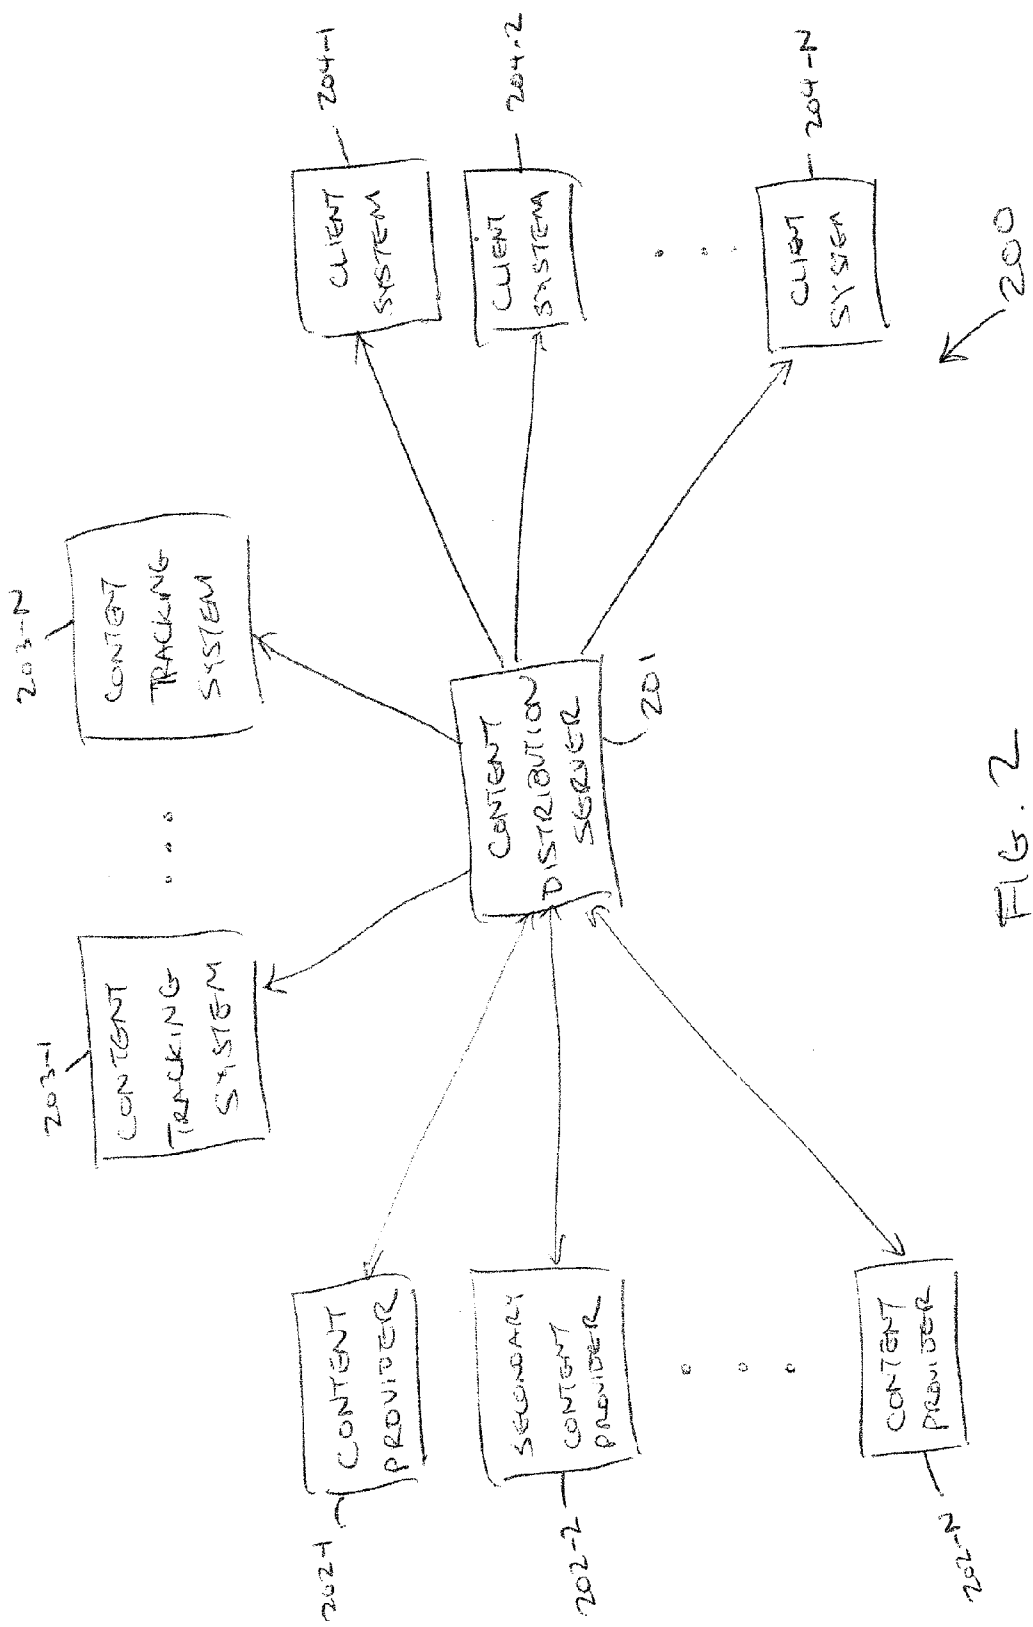 203-1
203-N
CONTENT
TRACKING
SYSTEM
CONTENT
TRACKING
SYSTEM
202-1
CONTENT
PROVIDER
CLIENT
SYSTEM
204-1
202-2
SECONDARY
CONTENT
PROVIDER
CONTENT
DISTRIBUTION
SERVER
201
CLIENT
SYSTEM
204-2
202-N
CONTENT
PROVIDER
CLIENT
SYSTEM
204-N
200
FIG. 2